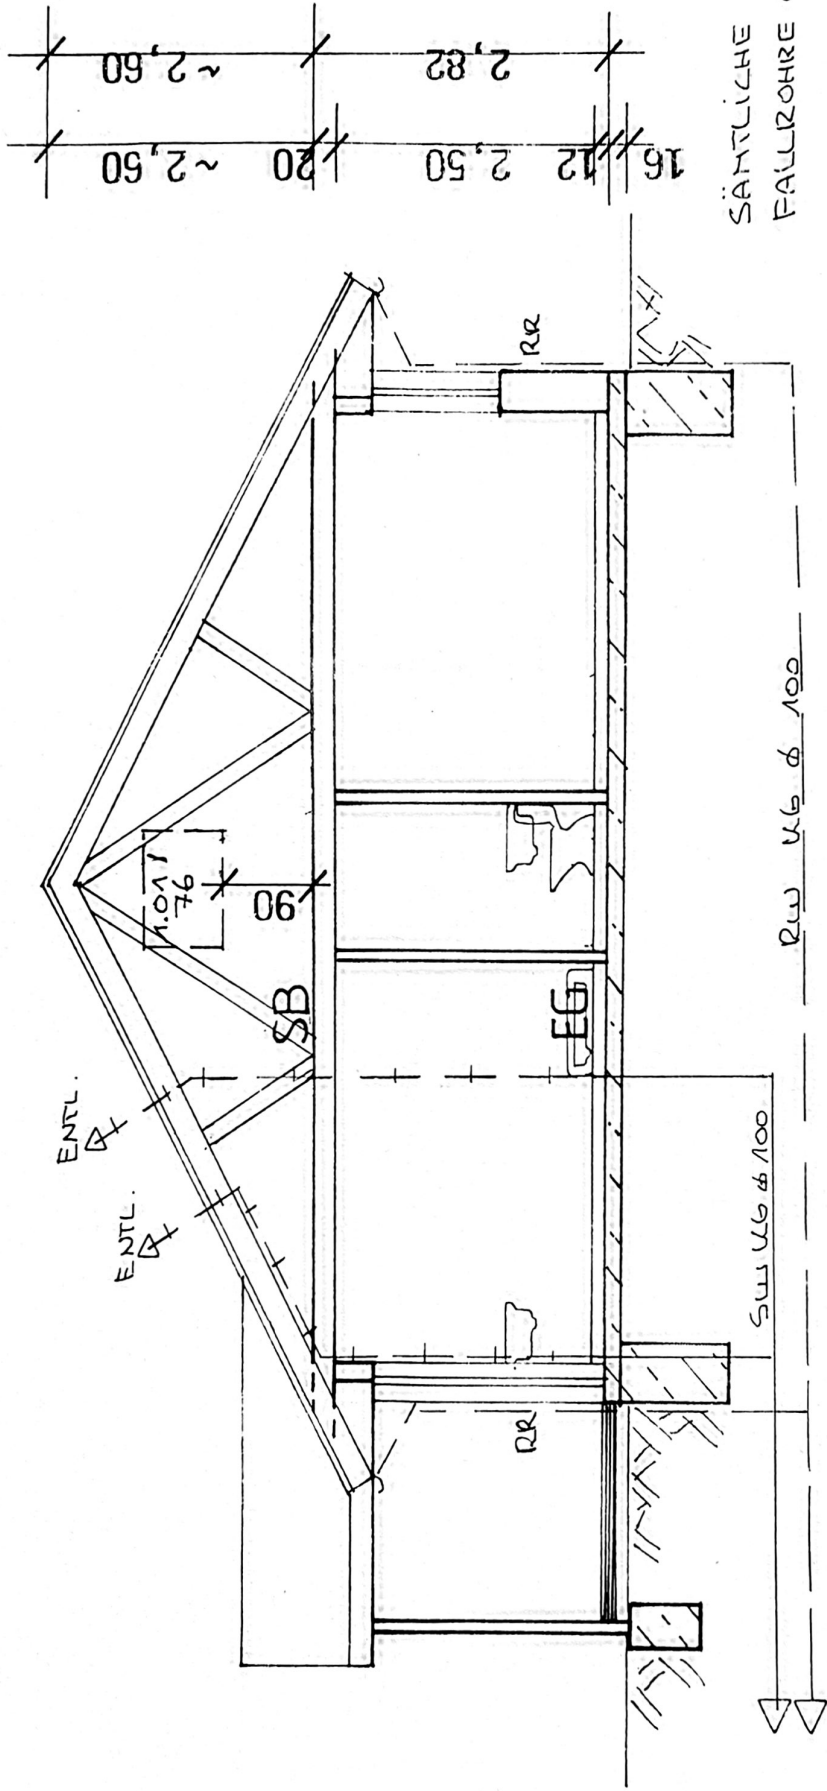 ~2,60
2,82
~2,60
20
2,50
12
16
SÄMTLICHE
FALLROHRE
ENTL.
ENTL.
1.01/
76
90
SB
EG
RR
RR
SW KG ⌀ 100
RW KG ⌀ 100